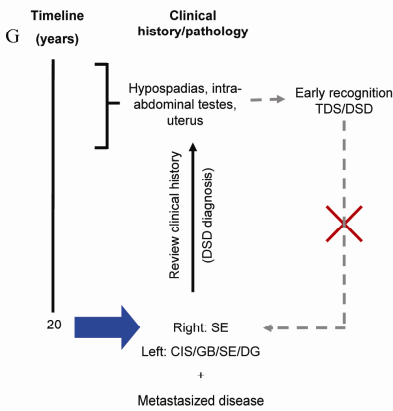 G
Timeline
(years)
Clinical
history/pathology
Hypospadias, intra-
abdominal testes,
uterus
Early recognition
TDS/DSD
Review clinical history
(DSD diagnosis)
20
Right: SE
Left: CIS/GB/SE/DG
+
Metastasized disease